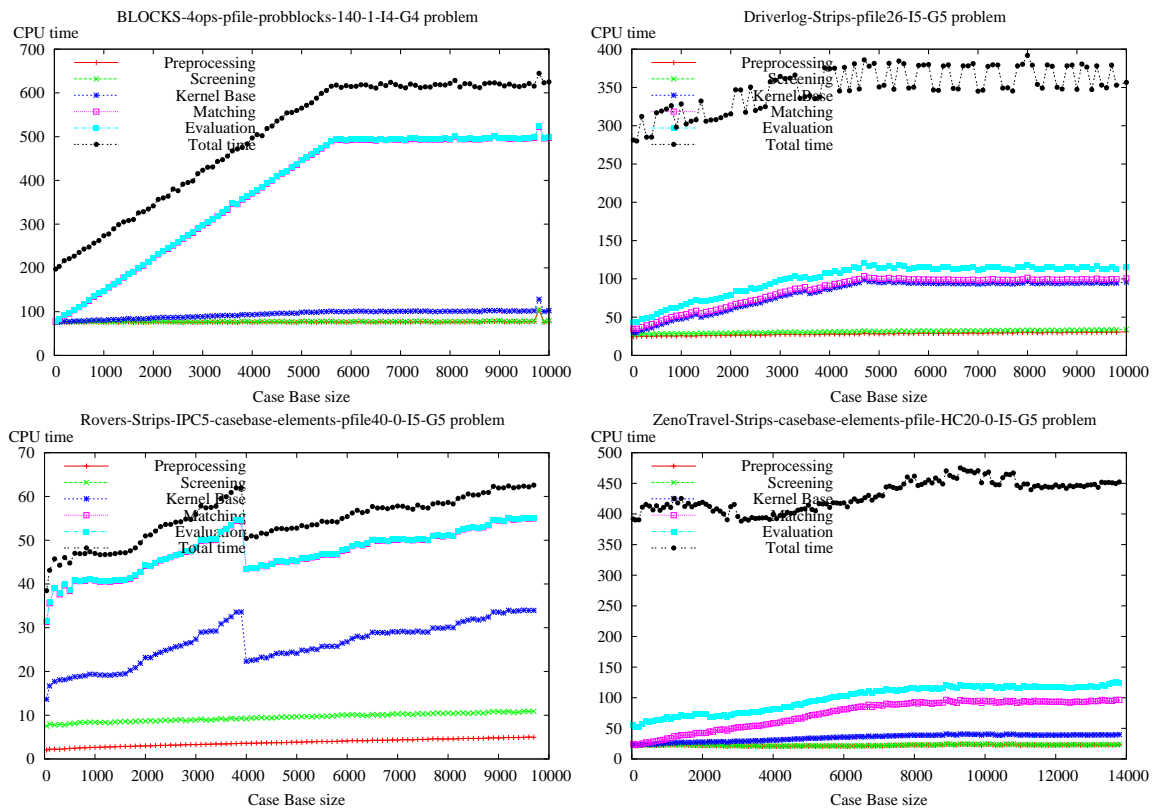 BLOCKS-4ops-pfile-probblocks-140-1-I4-G4 problem
CPU time
700
600
500
400
300
200
100
0
Preprocessing
Screening
Kernel Base
Matching
Evaluation
Total time
0 1000 2000 3000 4000 5000 6000 7000 8000 9000 10000
Case Base size
Driverlog-Strips-pfile26-I5-G5 problem
CPU time
400
350
300
250
200
150
100
50
0
Preprocessing
Screening
Kernel Base
Matching
Evaluation
Total time
0 1000 2000 3000 4000 5000 6000 7000 8000 9000 10000
Case Base size
Rovers-Strips-IPC5-casebase-elements-pfile40-0-I5-G5 problem
CPU time
70
60
50
40
30
20
10
0
Preprocessing
Screening
Kernel Base
Matching
Evaluation
Total time
0 1000 2000 3000 4000 5000 6000 7000 8000 9000 10000
Case Base size
ZenoTravel-Strips-casebase-elements-pfile-HC20-0-I5-G5 problem
CPU time
500
450
400
350
300
250
200
150
100
50
0
Preprocessing
Screening
Kernel Base
Matching
Evaluation
Total time
0 2000 4000 6000 8000 10000 12000 14000
Case Base size